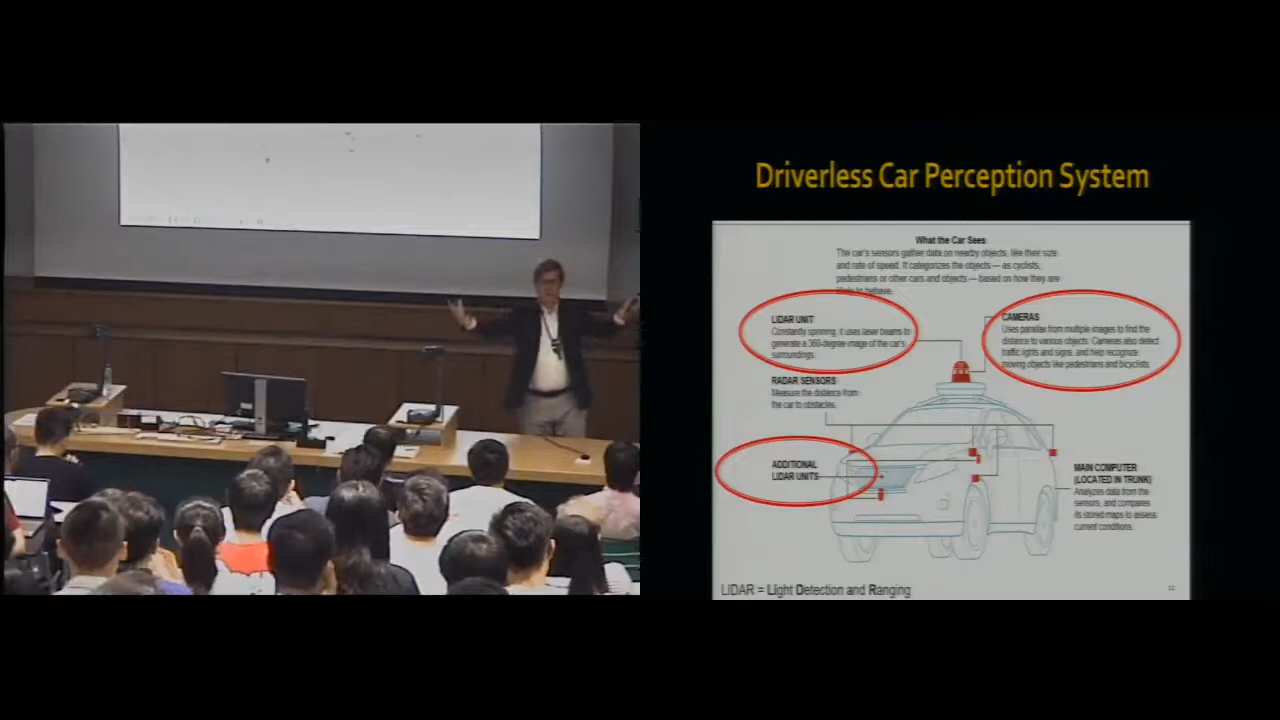 Driverless Car Perception System
What the Car Sees
The car's sensors gather data on nearby objects, like their size
and rate of speed. It categorizes the objects — as cyclists,
pedestrians or other cars and objects — based on how they are
likely to behave.
LIDAR UNIT
Constantly spinning, it uses laser beams to
generate a 360-degree image of the car's
surroundings.
CAMERAS
Uses parallax from multiple images to find the
distance to various objects. Cameras also detect
traffic lights and signs, and help recognize
moving objects like pedestrians and bicyclists.
RADAR SENSORS
Measure the distance from
the car to obstacles.
ADDITIONAL
LIDAR UNITS
MAIN COMPUTER
(LOCATED IN TRUNK)
Analyzes data from the
sensors, and compares
its stored maps to assess
current conditions.
LIDAR = Light Detection and Ranging